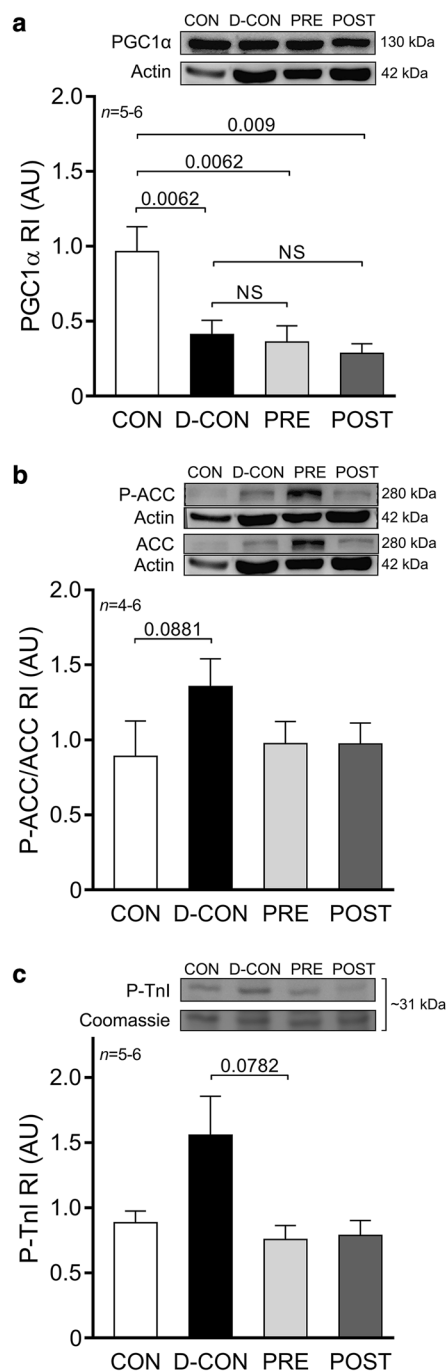 a
CON D-CON PRE POST
PGC1α 130 kDa
Actin 42 kDa
2.0
n=5-6
0.009
1.5
0.0062
0.0062
1.0
NS
NS
0.5
0
PGC1α RI (AU)
CON D-CON PRE POST
b
CON D-CON PRE POST
P-ACC 280 kDa
Actin 42 kDa
ACC 280 kDa
Actin 42 kDa
2.0
n=4-6
0.0881
1.5
1.0
0.5
0
P-ACC/ACC RI (AU)
CON D-CON PRE POST
c
CON D-CON PRE POST
P-TnI
~31 kDa
Coomassie
n=5-6
2.0
0.0782
1.5
1.0
0.5
0
P-TnI RI (AU)
CON D-CON PRE POST